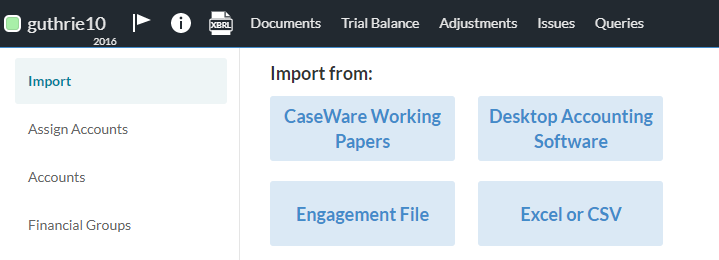 guthrie10
2016
XBRL
Documents
Trial Balance
Adjustments
Issues
Queries
Import
Assign Accounts
Accounts
Financial Groups
Import from:
CaseWare Working
Papers
Desktop Accounting
Software
Engagement File
Excel or CSV